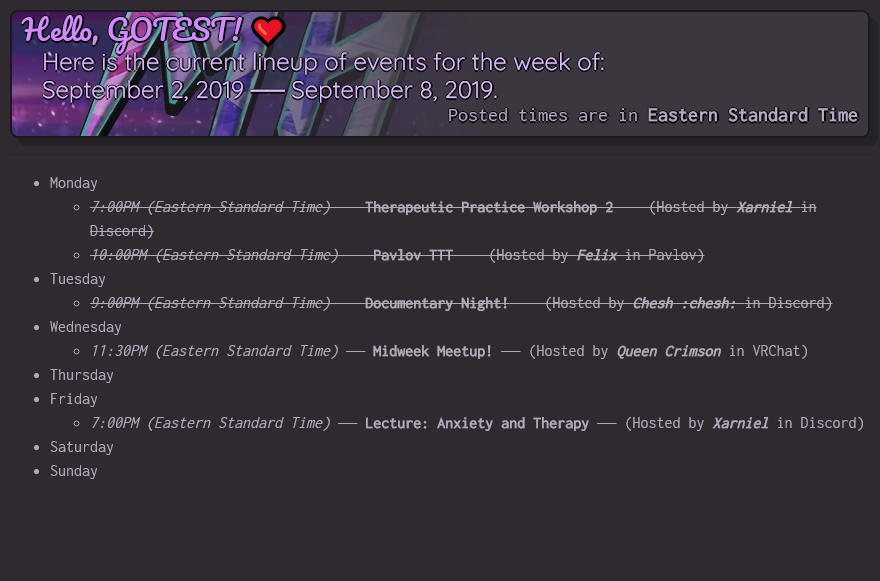 Hello, GOTEST! ❤
Here is the current lineup of events for the week of:
September 2, 2019 —— September 8, 2019.
Posted times are in Eastern Standard Time
• Monday
◦ 7:00PM (Eastern Standard Time) —— Therapeutic Practice Workshop 2 —— (Hosted by Xarniel in
Discord)
◦ 10:00PM (Eastern Standard Time) —— Pavlov TTT —— (Hosted by Felix in Pavlov)
• Tuesday
◦ 9:00PM (Eastern Standard Time) —— Documentary Night! —— (Hosted by Chesh :chesh: in Discord)
• Wednesday
◦ 11:30PM (Eastern Standard Time) —— Midweek Meetup! —— (Hosted by Queen Crimson in VRChat)
• Thursday
• Friday
◦ 7:00PM (Eastern Standard Time) —— Lecture: Anxiety and Therapy —— (Hosted by Xarniel in Discord)
• Saturday
• Sunday